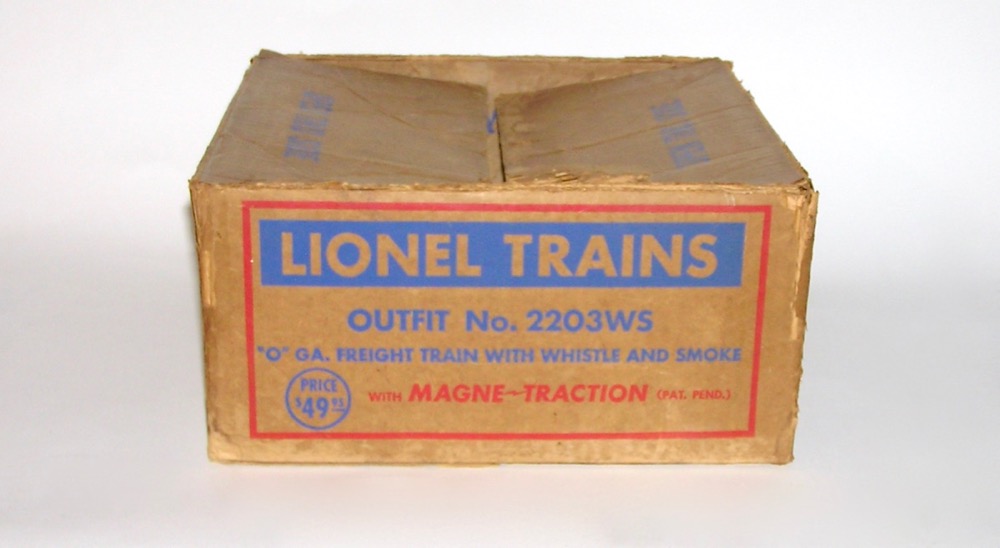 LIONEL TRAINS
OUTFIT No. 2203WS
"O" GA. FREIGHT TRAIN WITH WHISTLE AND SMOKE
PRICE
$49.95
WITH MAGNE~TRACTION (PAT. PEND.)